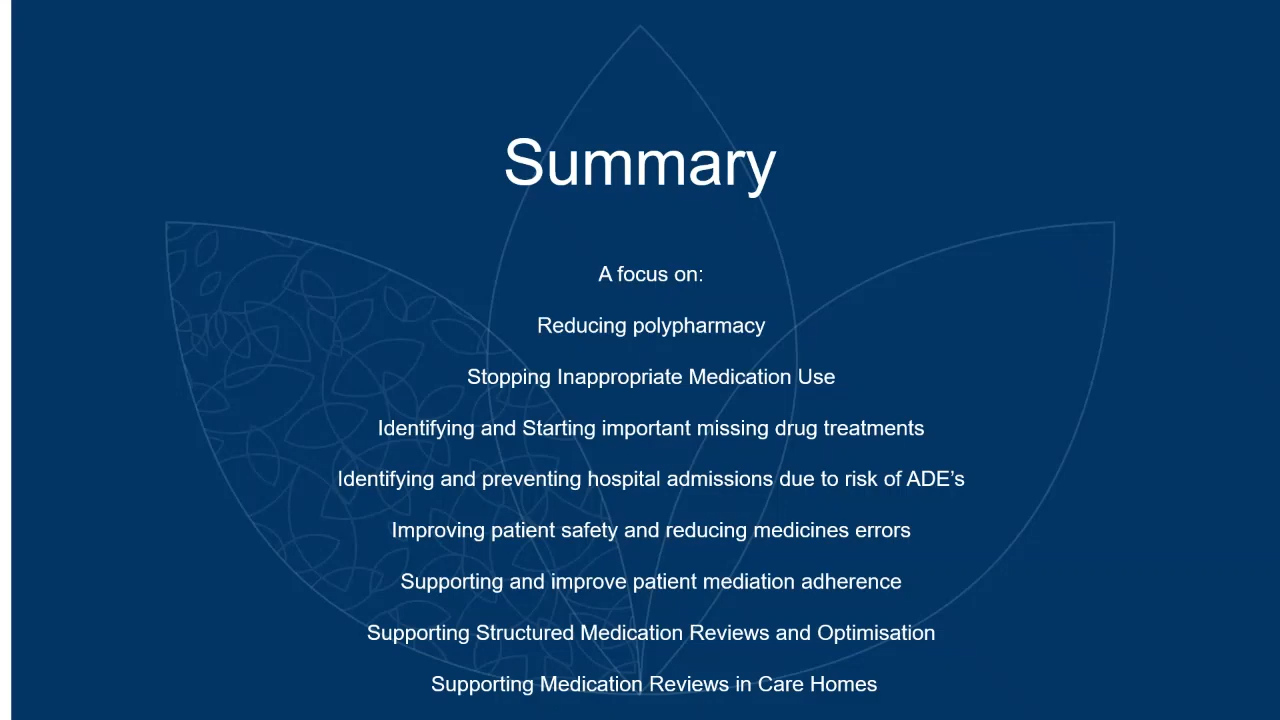 Summary
A focus on:
Reducing polypharmacy
Stopping Inappropriate Medication Use
Identifying and Starting important missing drug treatments
Identifying and preventing hospital admissions due to risk of ADE’s
Improving patient safety and reducing medicines errors
Supporting and improve patient mediation adherence
Supporting Structured Medication Reviews and Optimisation
Supporting Medication Reviews in Care Homes